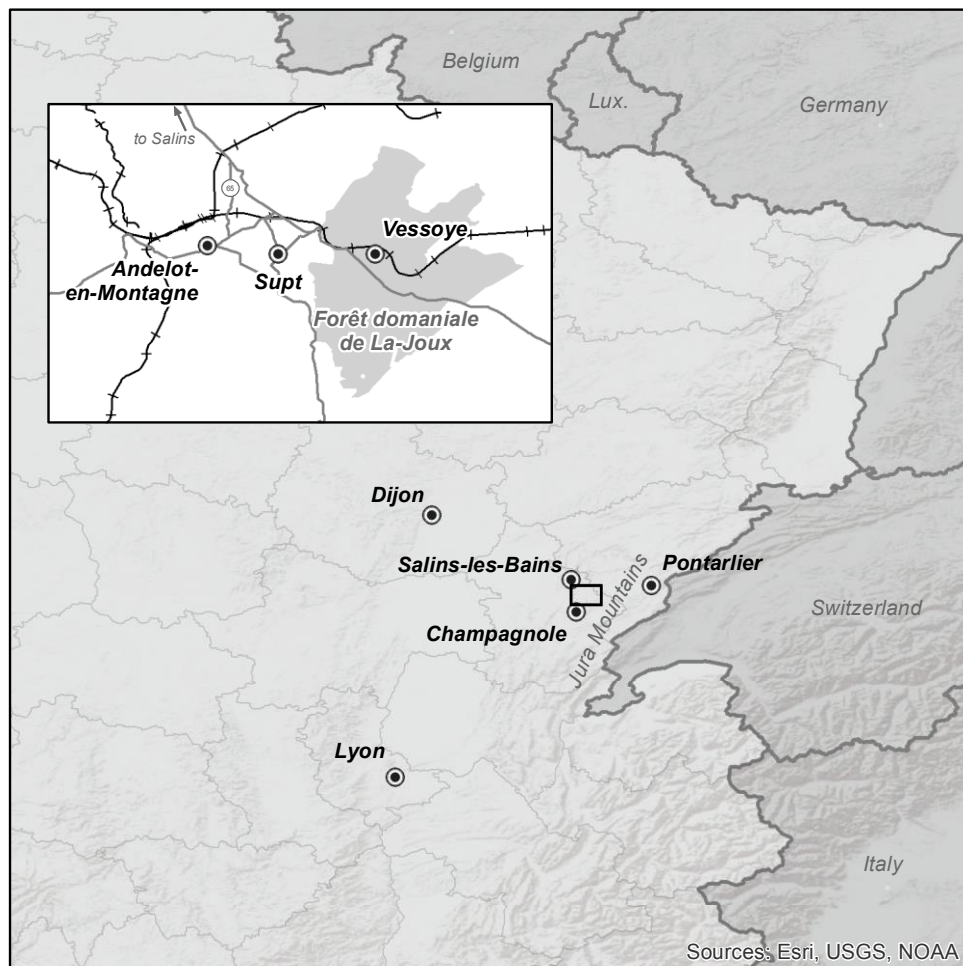 Belgium
Lux.
Germany
to Salins
65
Vessoye
Andelot-
en-Montagne
Supt
Forêt domaniale
de La-Joux
Dijon
Salins-les-Bains
Pontarlier
Jura Mountains
Switzerland
Champagnole
Lyon
Italy
Sources: Esri, USGS, NOAA